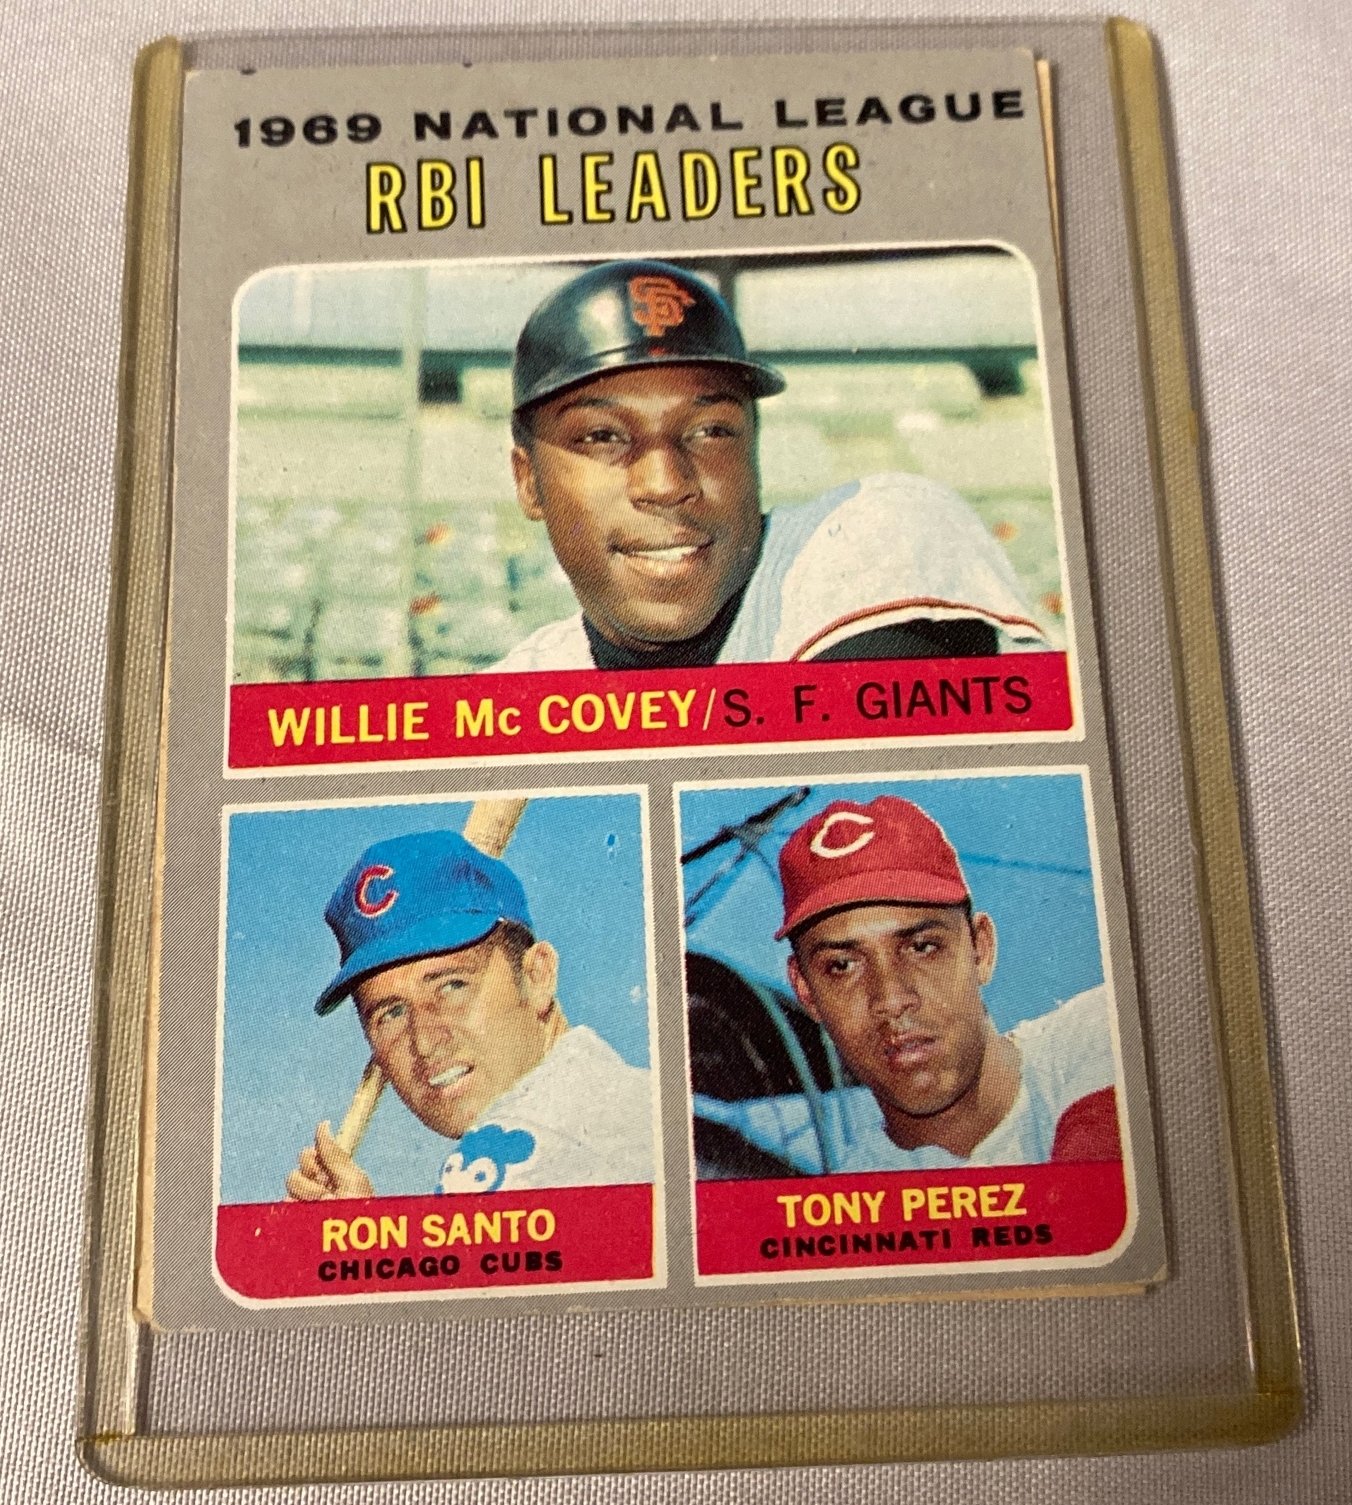 1969 NATIONAL LEAGUE
RBI LEADERS
SF
WILLIE Mc COVEY/S. F. GIANTS
C
C
RON SANTO
CHICAGO CUBS
TONY PEREZ
CINCINNATI REDS